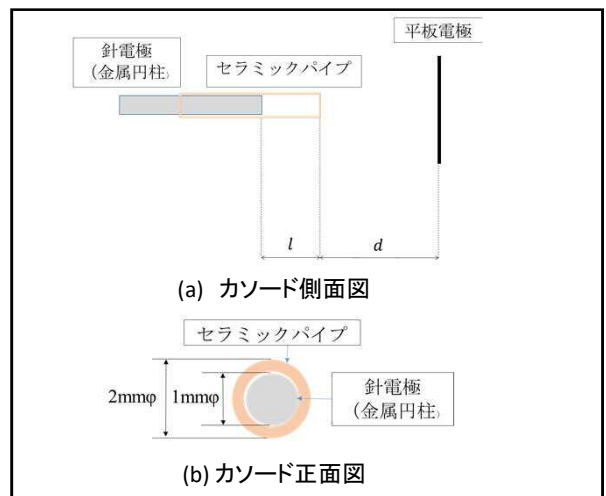 平板電極
針電極
（金属円柱）
セラミックパイプ
l
d
(a) カソード側面図
セラミックパイプ
2mmφ
1mmφ
針電極
（金属円柱）
(b) カソード正面図